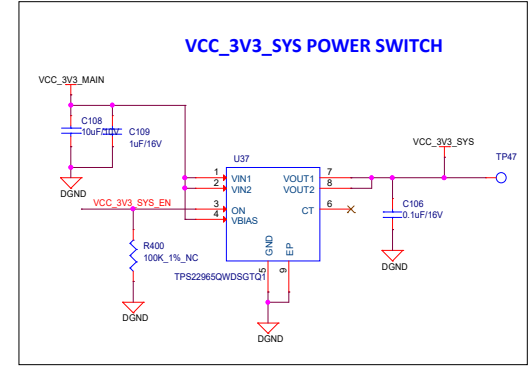 VCC_3V3_SYS POWER SWITCH
VCC_3V3_MAIN
C108
10uF/10V
C109
1uF/16V
DGND
U37
1
VIN1
2
VIN2
3
ON
4
VBIAS
VOUT1
7
VOUT2
8
CT
6
GND
5
EP
9
TPS22965QWDSGTQ1
VCC_3V3_SYS
TP47
C106
0.1uF/16V
DGND
VCC_3V3_SYS_EN
R400
100K_1%_NC
DGND
DGND